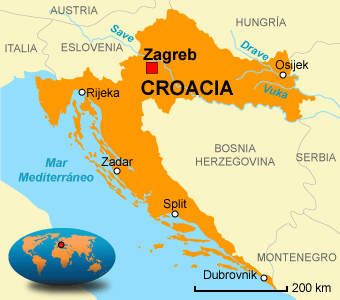 AUSTRIA
HUNGRÍA
Save
ITALIA
ESLOVENIA
Drave
Zagreb
Osijek
CROACIA
Vuka
Rijeka
BOSNIA
HERZEGOVINA
SERBIA
Mar
Mediterráneo
Zadar
Split
MONTENEGRO
Dubrovnik
200 km